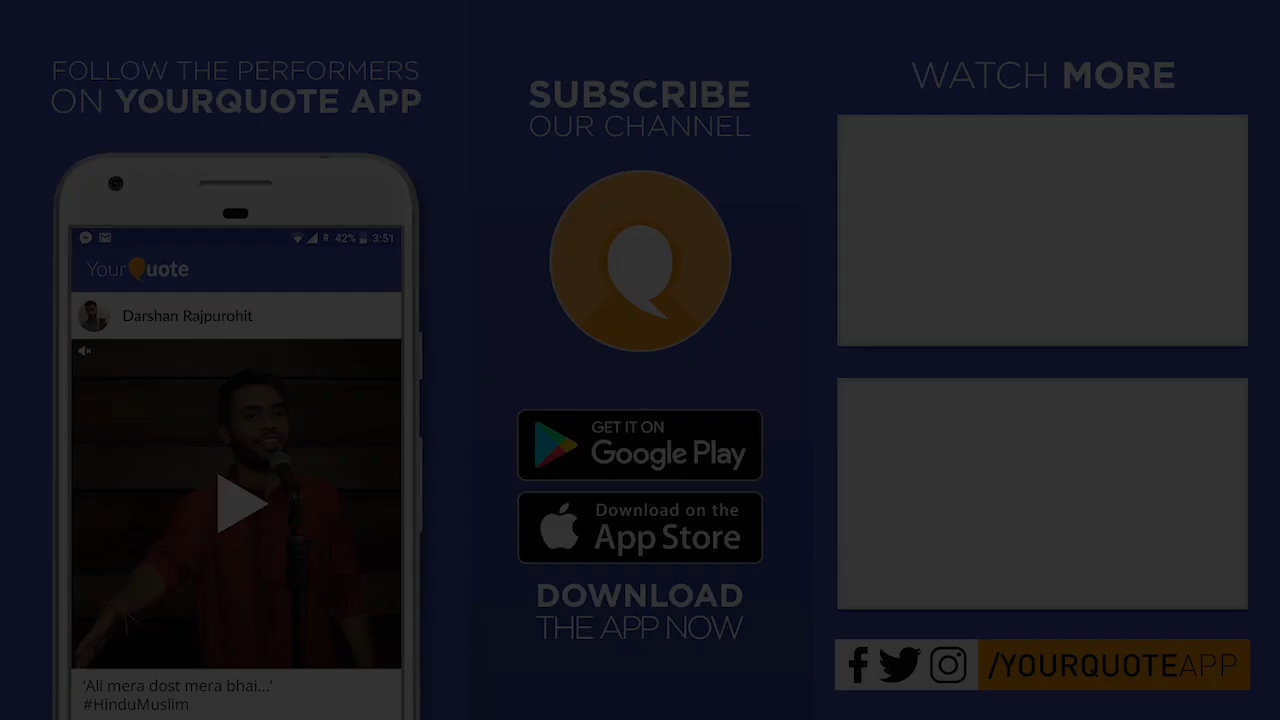 FOLLOW THE PERFORMERS
ON YOURQUOTE APP
42% 3:51
YourQuote
Darshan Rajpurohit
'Ali mera dost mera bhai...'
#HinduMuslim
SUBSCRIBE
OUR CHANNEL
GET IT ON
Google Play
Download on the
App Store
DOWNLOAD
THE APP NOW
WATCH MORE
/YOURQUOTEAPP